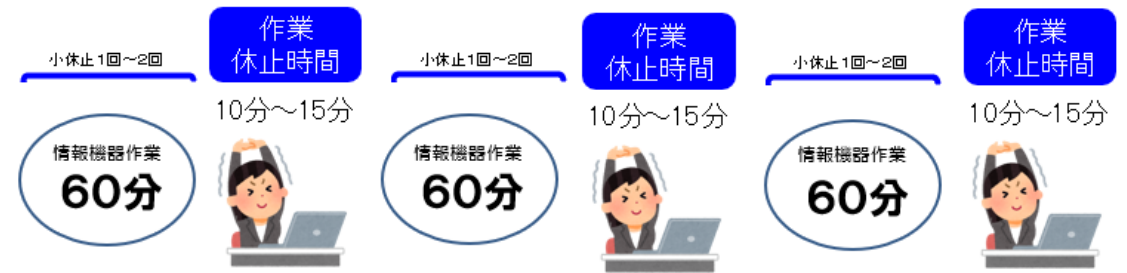 小休止1回～2回
作業
休止時間
10分～15分
情報機器作業
60分
小休止1回～2回
作業
休止時間
10分～15分
情報機器作業
60分
小休止1回～2回
作業
休止時間
10分～15分
情報機器作業
60分